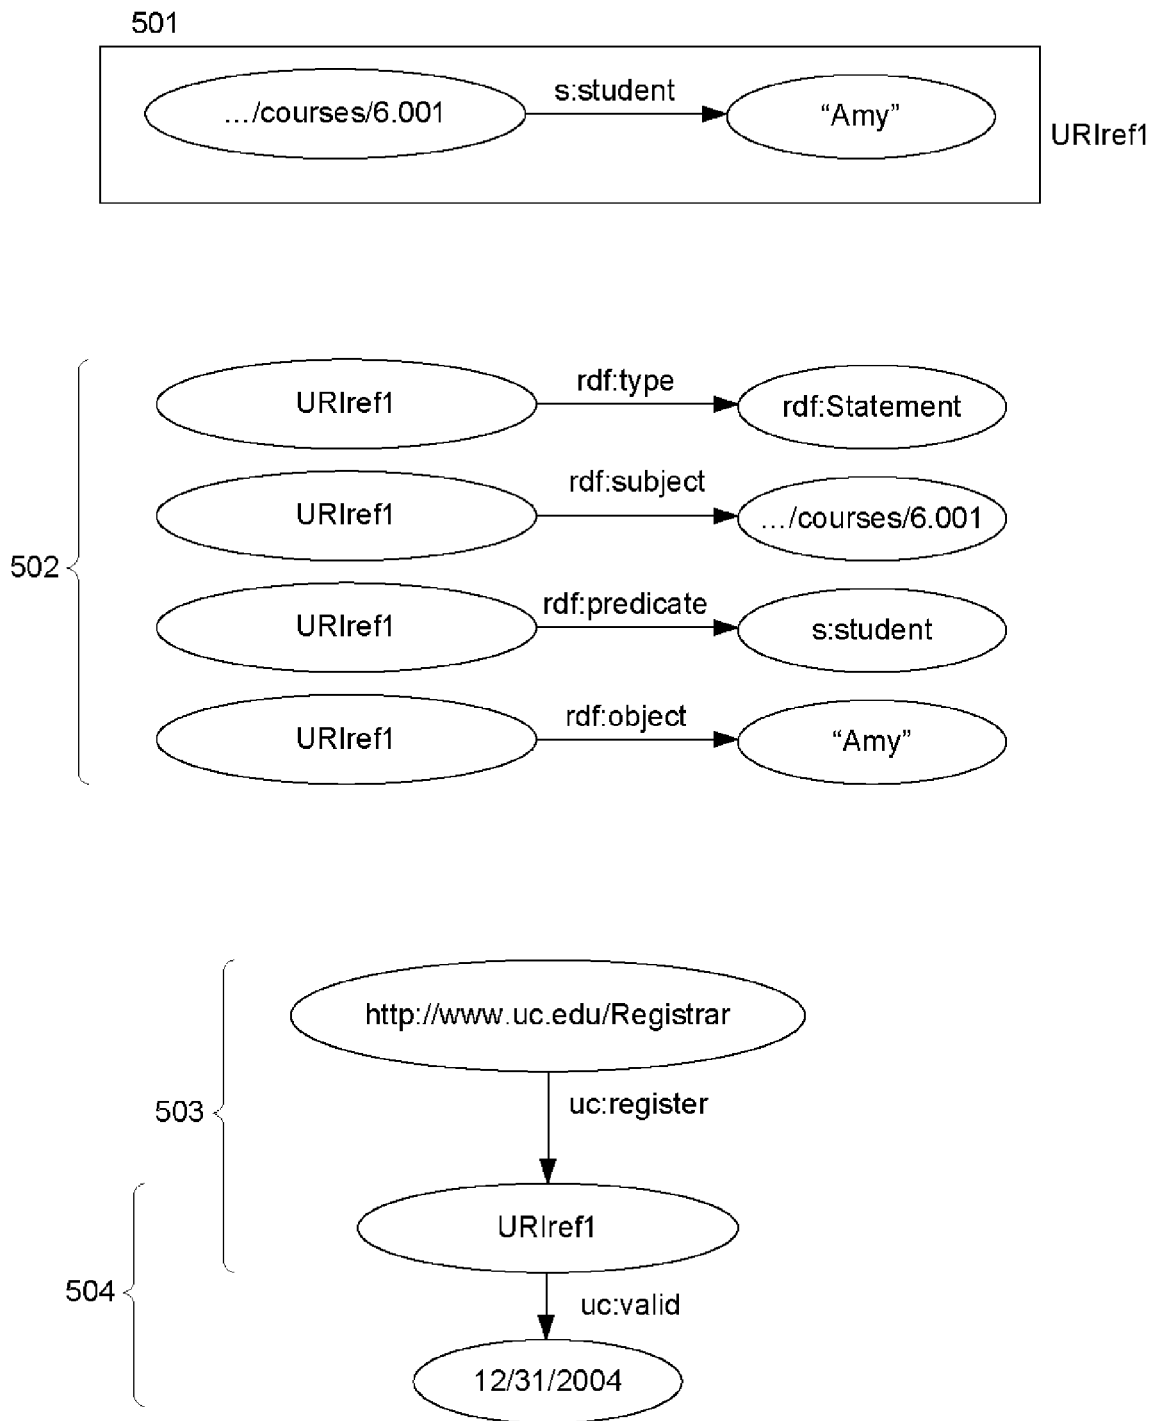 501
.../courses/6.001
s:student
“Amy”
URIref1
502
URIref1
rdf:type
rdf:Statement
URIref1
rdf:subject
.../courses/6.001
URIref1
rdf:predicate
s:student
URIref1
rdf:object
“Amy”
503
http://www.uc.edu/Registrar
uc:register
URIref1
504
uc:valid
12/31/2004